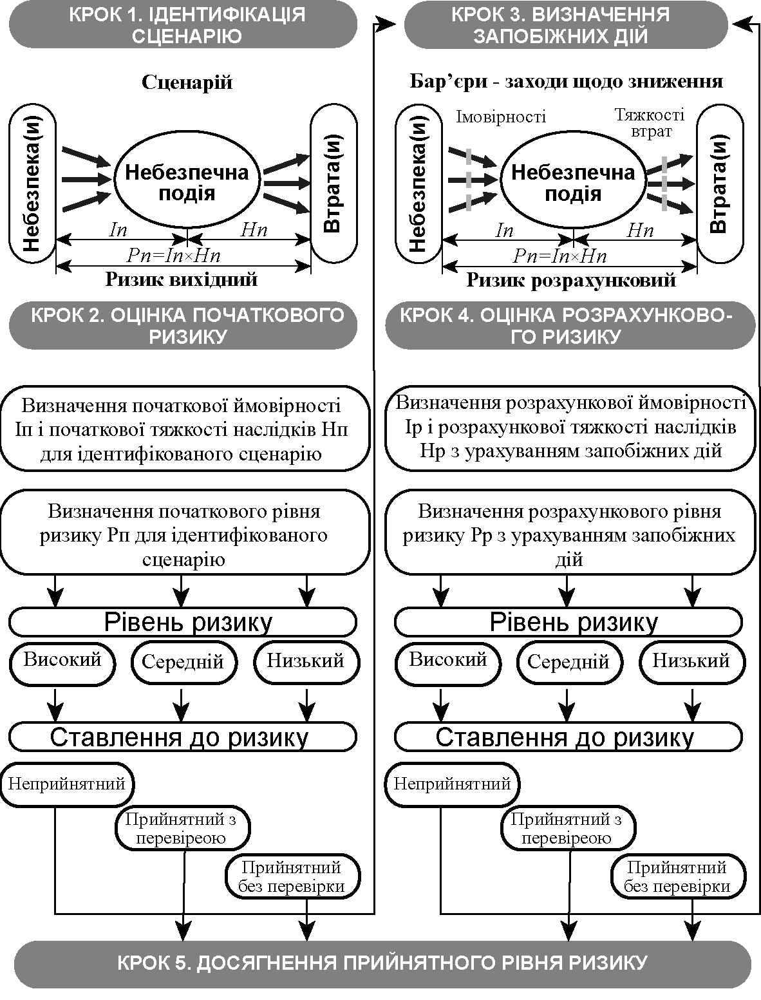 КРОК 1. ІДЕНТИФІКАЦІЯ
СЦЕНАРІЮ
Сценарій
Небезпека(и)
Небезпечна
подія
Втрата(и)
Iп
Нп
Рп=Іп×Нп
Ризик вихідний
КРОК 2. ОЦІНКА ПОЧАТКОВОГО
РИЗИКУ
Визначення початкової ймовірності
Іп і початкової тяжкості наслідків Нп
для ідентифікованого сценарію
Визначення початкового рівня
ризику Рп для ідентифікованого
сценарію
Рівень ризику
Високий
Середній
Низький
Ставлення до ризику
Неприйнятний
Прийнятний з
перевіреою
Прийнятний
без перевірки
КРОК 3. ВИЗНАЧЕННЯ
ЗАПОБІЖНИХ ДІЙ
Бар’єри - заходи щодо зниження
Імовірності
Тяжкості
втрат
Небезпека(и)
Небезпечна
подія
Втрата(и)
Iп
Нп
Рп=Іп×Нп
Ризик розрахунковий
КРОК 4. ОЦІНКА РОЗРАХУНКОВО-
ГО РИЗИКУ
Визначення розрахункової ймовірності
Ір і розрахункової тяжкості наслідків
Нр з урахуванням запобіжних дій
Визначення розрахункового рівня
ризику Рр з урахуванням запобіжних
дій
Рівень ризику
Високий
Середній
Низький
Ставлення до ризику
Неприйнятний
Прийнятний з
перевіреою
Прийнятний
без перевірки
КРОК 5. ДОСЯГНЕННЯ ПРИЙНЯТНОГО РІВНЯ РИЗИКУ